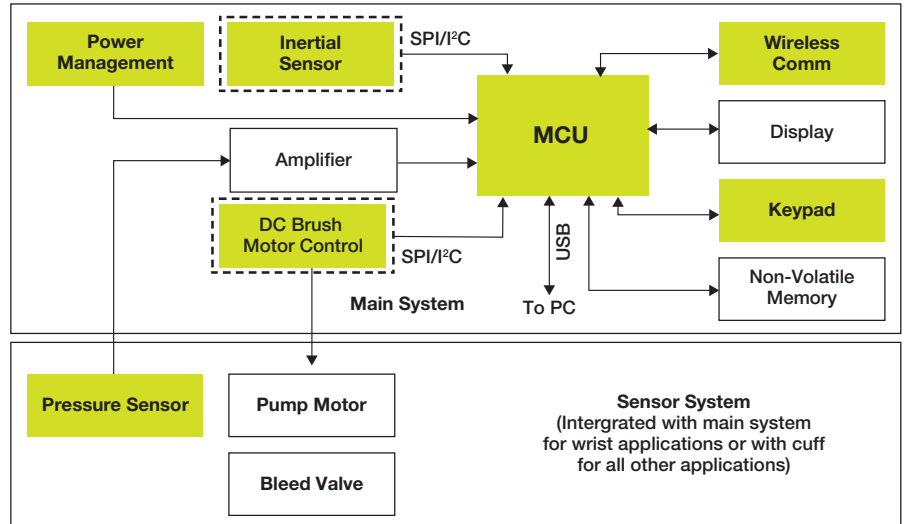 Power
Management
Inertial
Sensor
SPI/I²C
Wireless
Comm
MCU
Display
Amplifier
Keypad
DC Brush
Motor Control
SPI/I²C
USB
Non-Volatile
Memory
Main System
To PC
Pressure Sensor
Pump Motor
Bleed Valve
Sensor System
(Intergrated with main system
for wrist applications or with cuff
for all other applications)